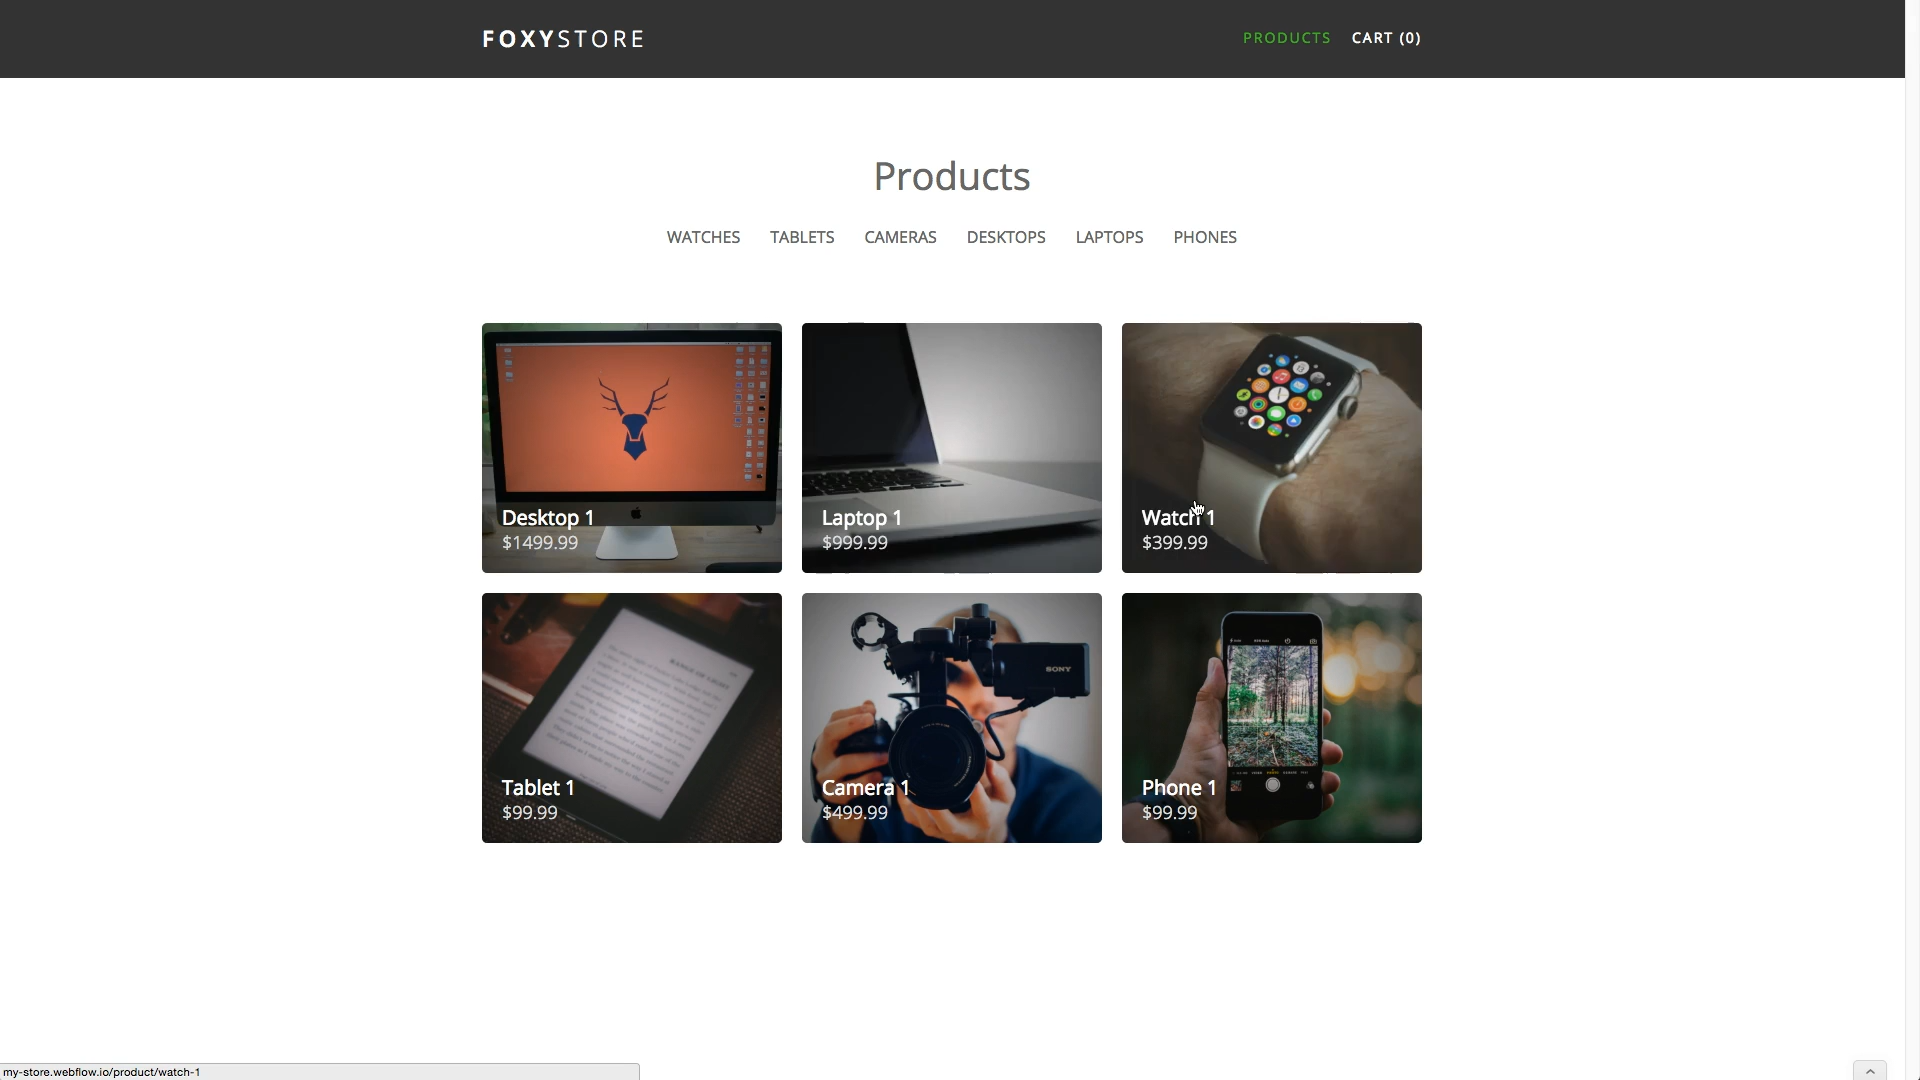 FOXYSTORE
PRODUCTS CART (0)
Products
WATCHES TABLETS CAMERAS DESKTOPS LAPTOPS PHONES
Desktop 1
$1499.99
Laptop 1
$999.99
Watch 1
$399.99
SONY
Tablet 1
$99.99
Camera 1
$499.99
Phone 1
$99.99
my-store.webflow.io/product/watch-1